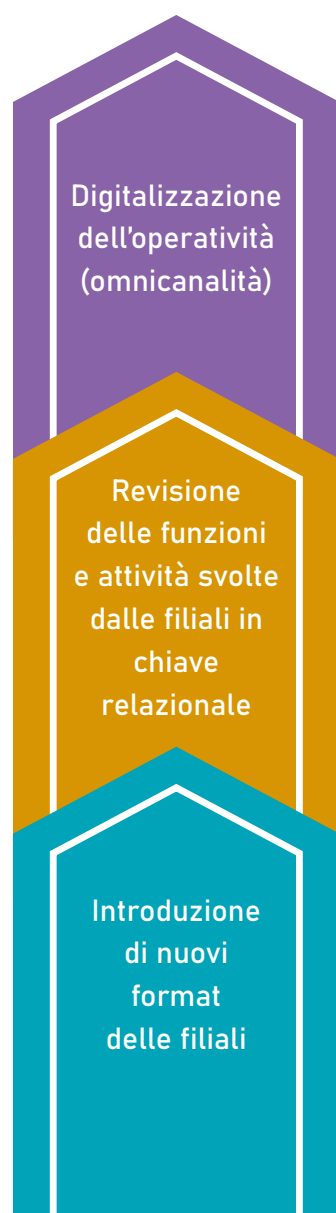 Digitalizzazione
dell'operatività
(omnicanalità)
Revisione
delle funzioni
e attività svolte
dalle filiali in
chiave
relazionale
Introduzione
di nuovi
format
delle filiali